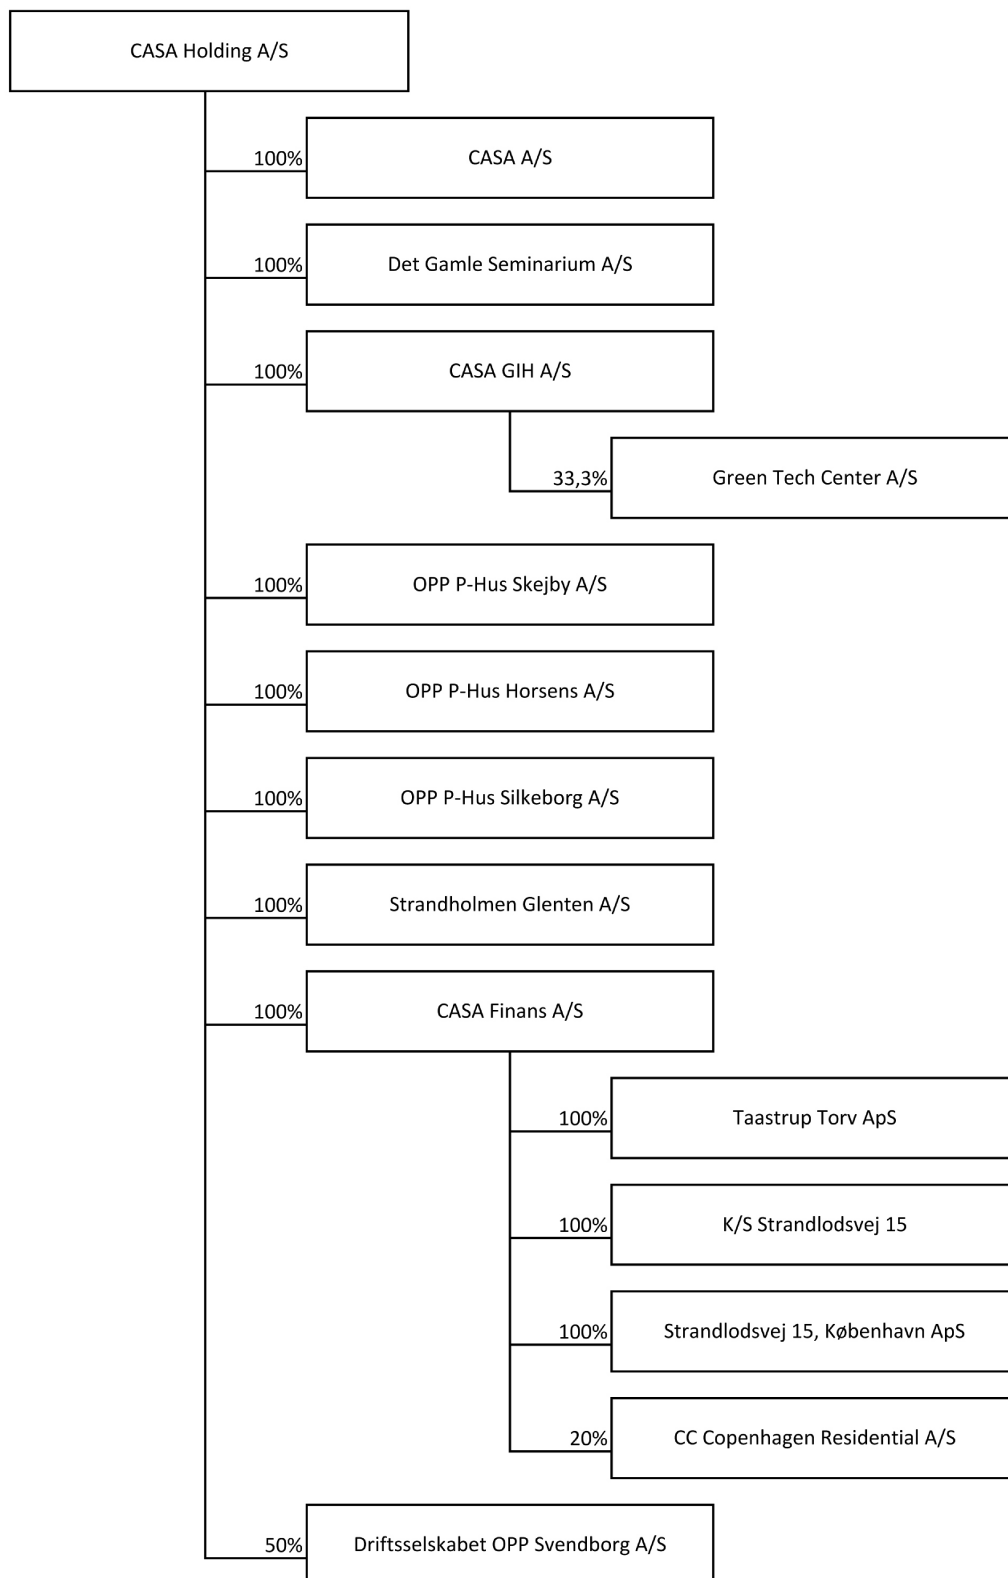 CASA Holding A/S
100%
CASA A/S
100%
Det Gamle Seminarium A/S
100%
CASA GIH A/S
33,3%
Green Tech Center A/S
100%
OPP P-Hus Skejby A/S
100%
OPP P-Hus Horsens A/S
100%
OPP P-Hus Silkeborg A/S
100%
Strandholmen Glenten A/S
100%
CASA Finans A/S
100%
Taastrup Torv ApS
100%
K/S Strandlodsvej 15
100%
Strandlodsvej 15, København ApS
20%
CC Copenhagen Residential A/S
50%
Driftsselskabet OPP Svendborg A/S